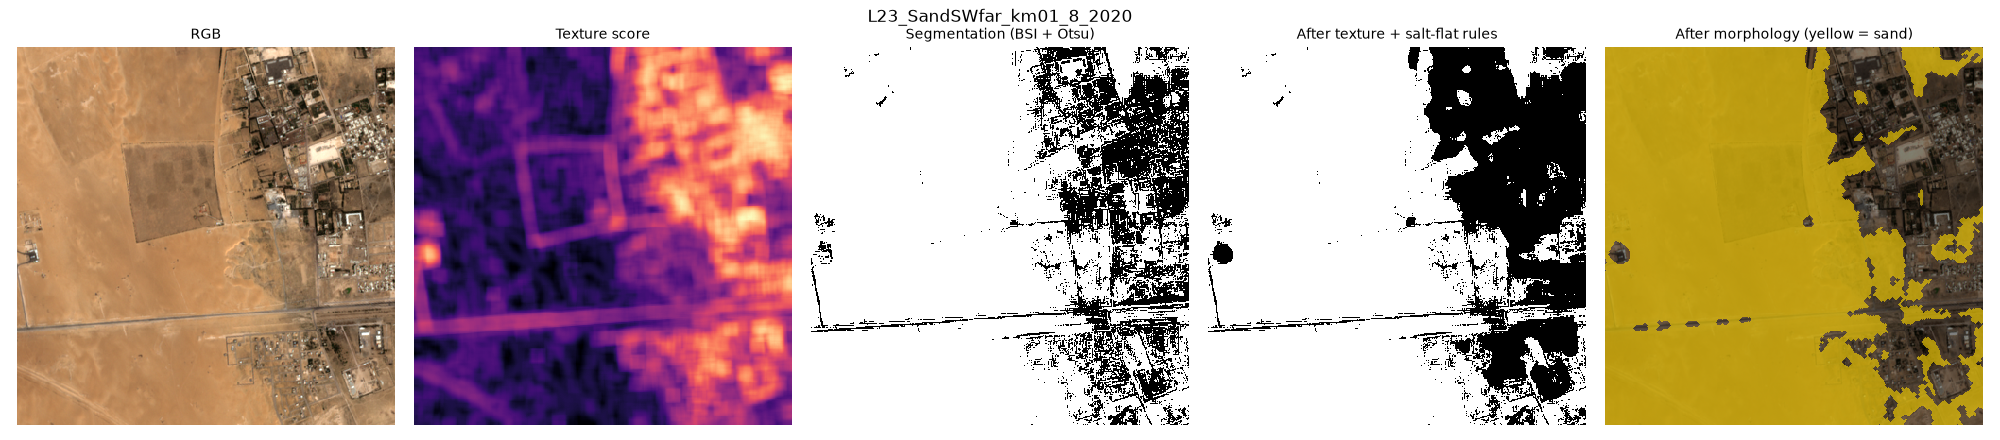 L23_SandSWfar_km01_8_2020
RGB
Texture score
Segmentation (BSI + Otsu)
After texture + salt-flat rules
After morphology (yellow = sand)